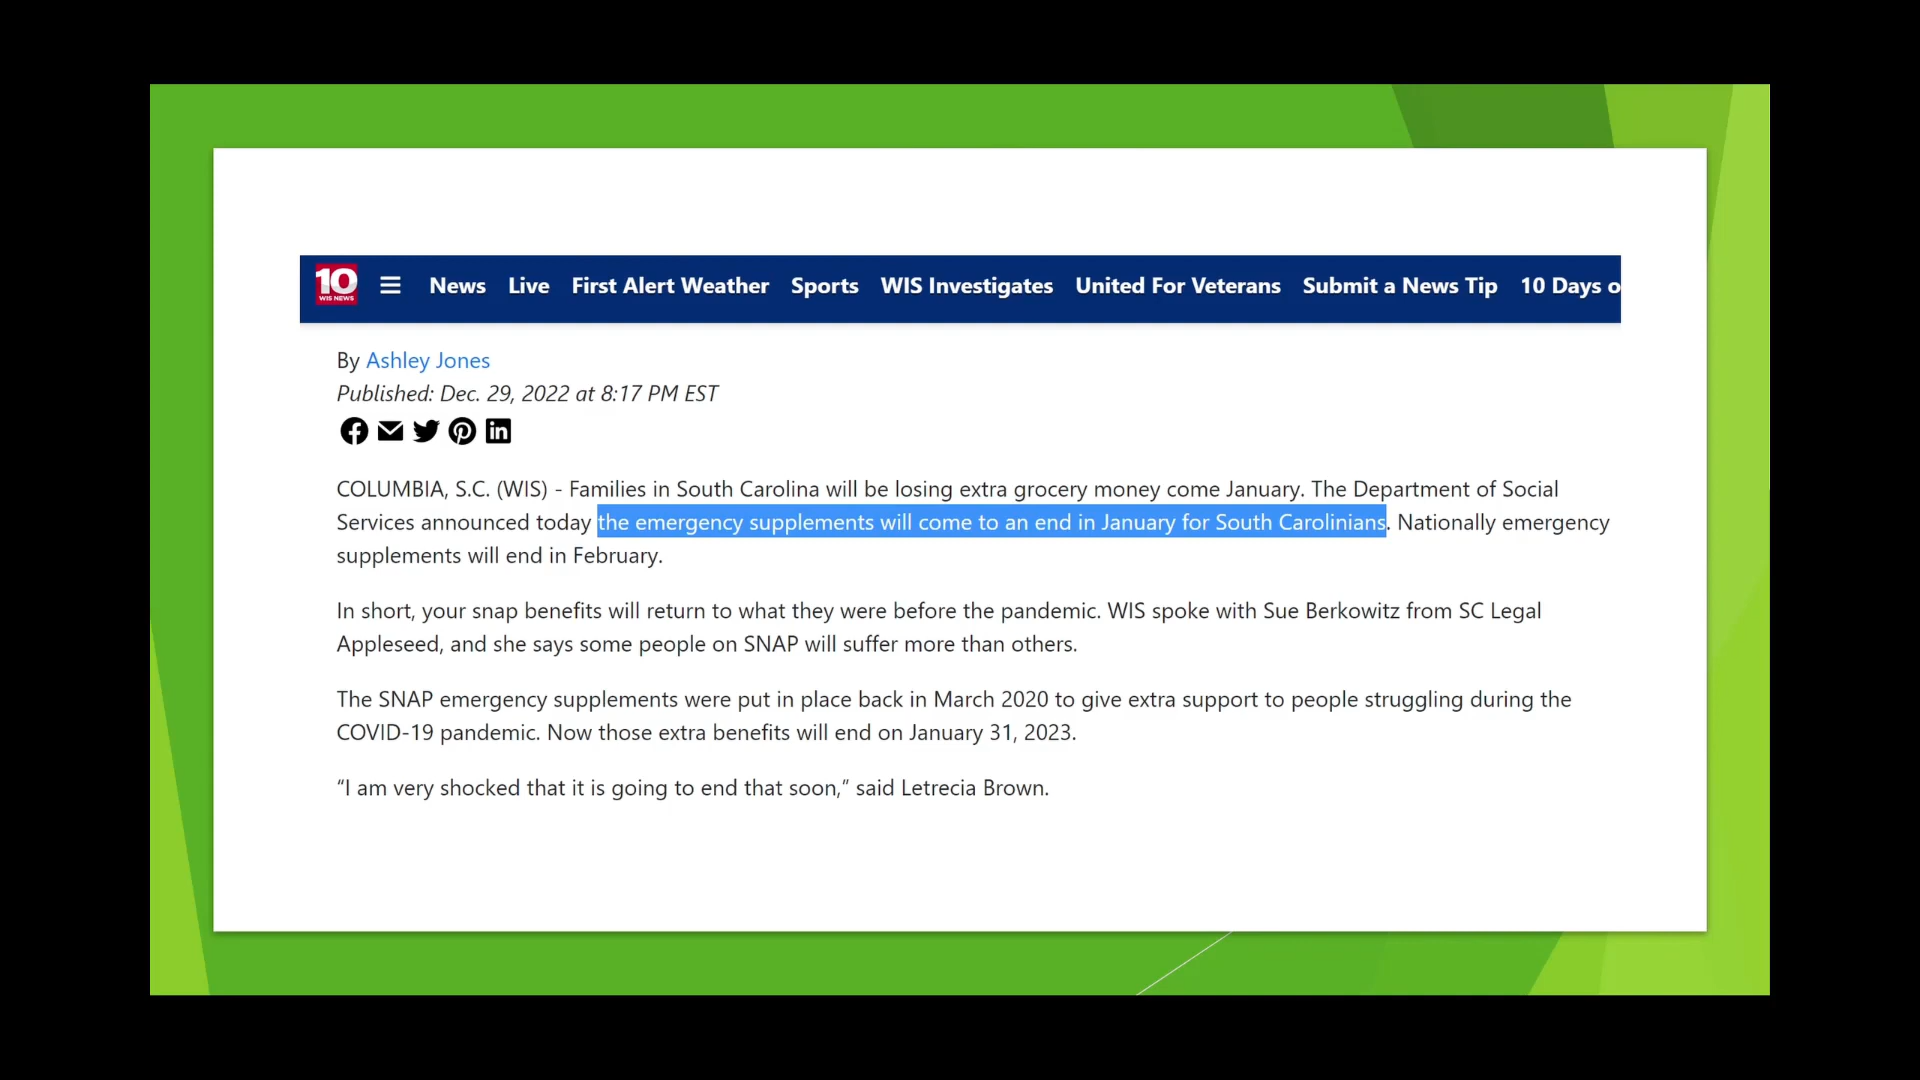 10
WIS NEWS
News Live First Alert Weather Sports WIS Investigates United For Veterans Submit a News Tip 10 Days o
By Ashley Jones
Published: Dec. 29, 2022 at 8:17 PM EST
COLUMBIA, S.C. (WIS) - Families in South Carolina will be losing extra grocery money come January. The Department of Social
Services announced today the emergency supplements will come to an end in January for South Carolinians. Nationally emergency
supplements will end in February.
In short, your snap benefits will return to what they were before the pandemic. WIS spoke with Sue Berkowitz from SC Legal
Appleseed, and she says some people on SNAP will suffer more than others.
The SNAP emergency supplements were put in place back in March 2020 to give extra support to people struggling during the
COVID-19 pandemic. Now those extra benefits will end on January 31, 2023.
“I am very shocked that it is going to end that soon,” said Letrecia Brown.